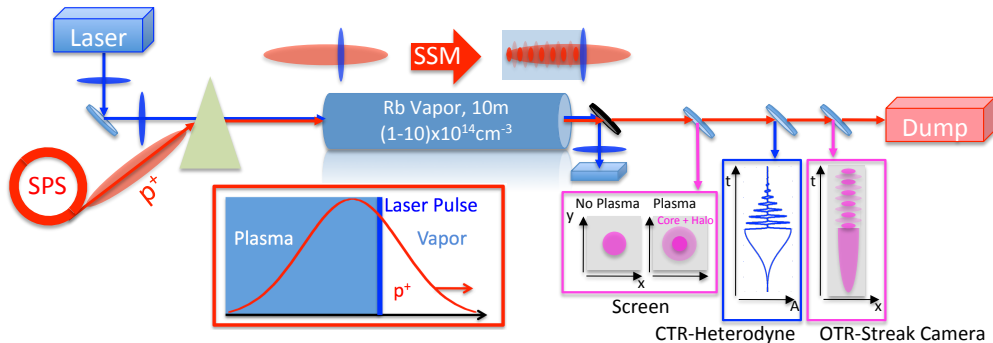 Laser
SSM
Rb Vapor, 10m
(1-10)x10¹⁴cm⁻³
Dump
SPS
p⁺
Laser Pulse
Plasma
Vapor
p⁺
No Plasma
Plasma
Core + Halo
y
x
Screen
t
A
CTR-Heterodyne
t
x
OTR-Streak Camera